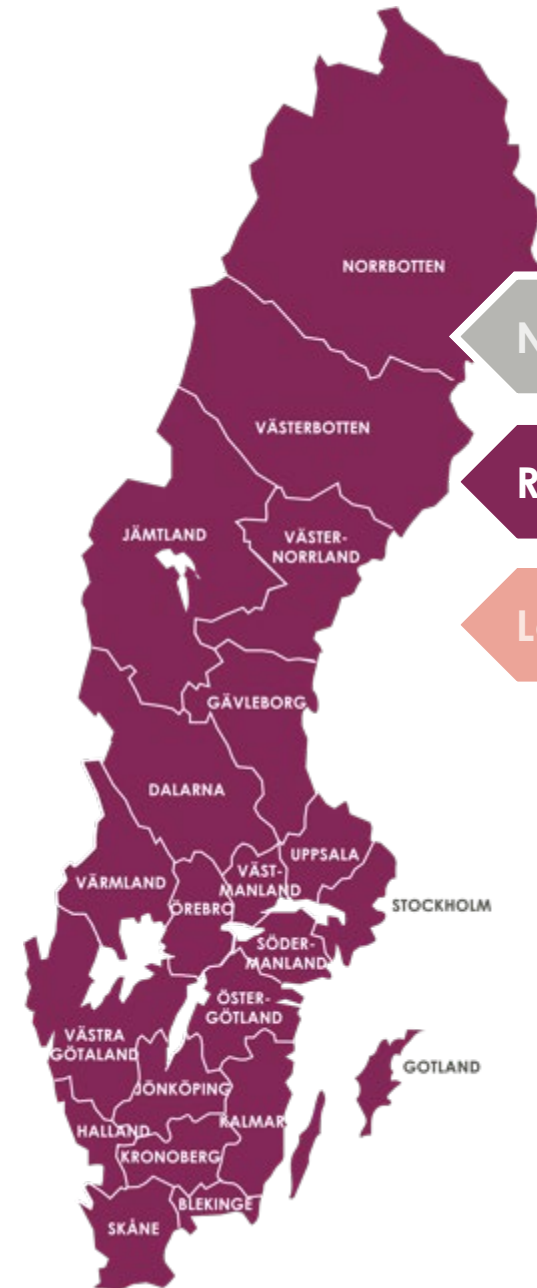 NORRBOTTEN
N
VÄSTERBOTTEN
R
JÄMTLAND
VÄSTER-
NORRLAND
L
GÄVLEBORG
DALARNA
UPPSALA
VÄST-
MANLAND
VÄRMLAND
ÖREBRO
STOCKHOLM
SÖDER-
MANLAND
ÖSTER-
GÖTLAND
VÄSTRA
GÖTALAND
GOTLAND
JÖNKÖPING
KALMAR
HALLAND
KRONOBERG
BLEKINGE
SKÅNE